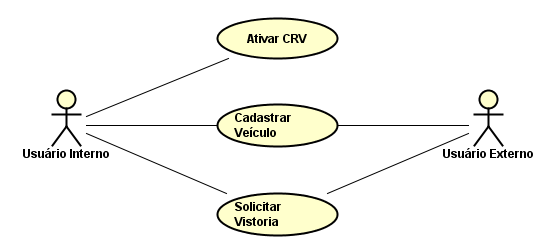 Ativar CRV
Cadastrar
Veículo
Usuário Interno
Usuário Externo
Solicitar
Vistoria